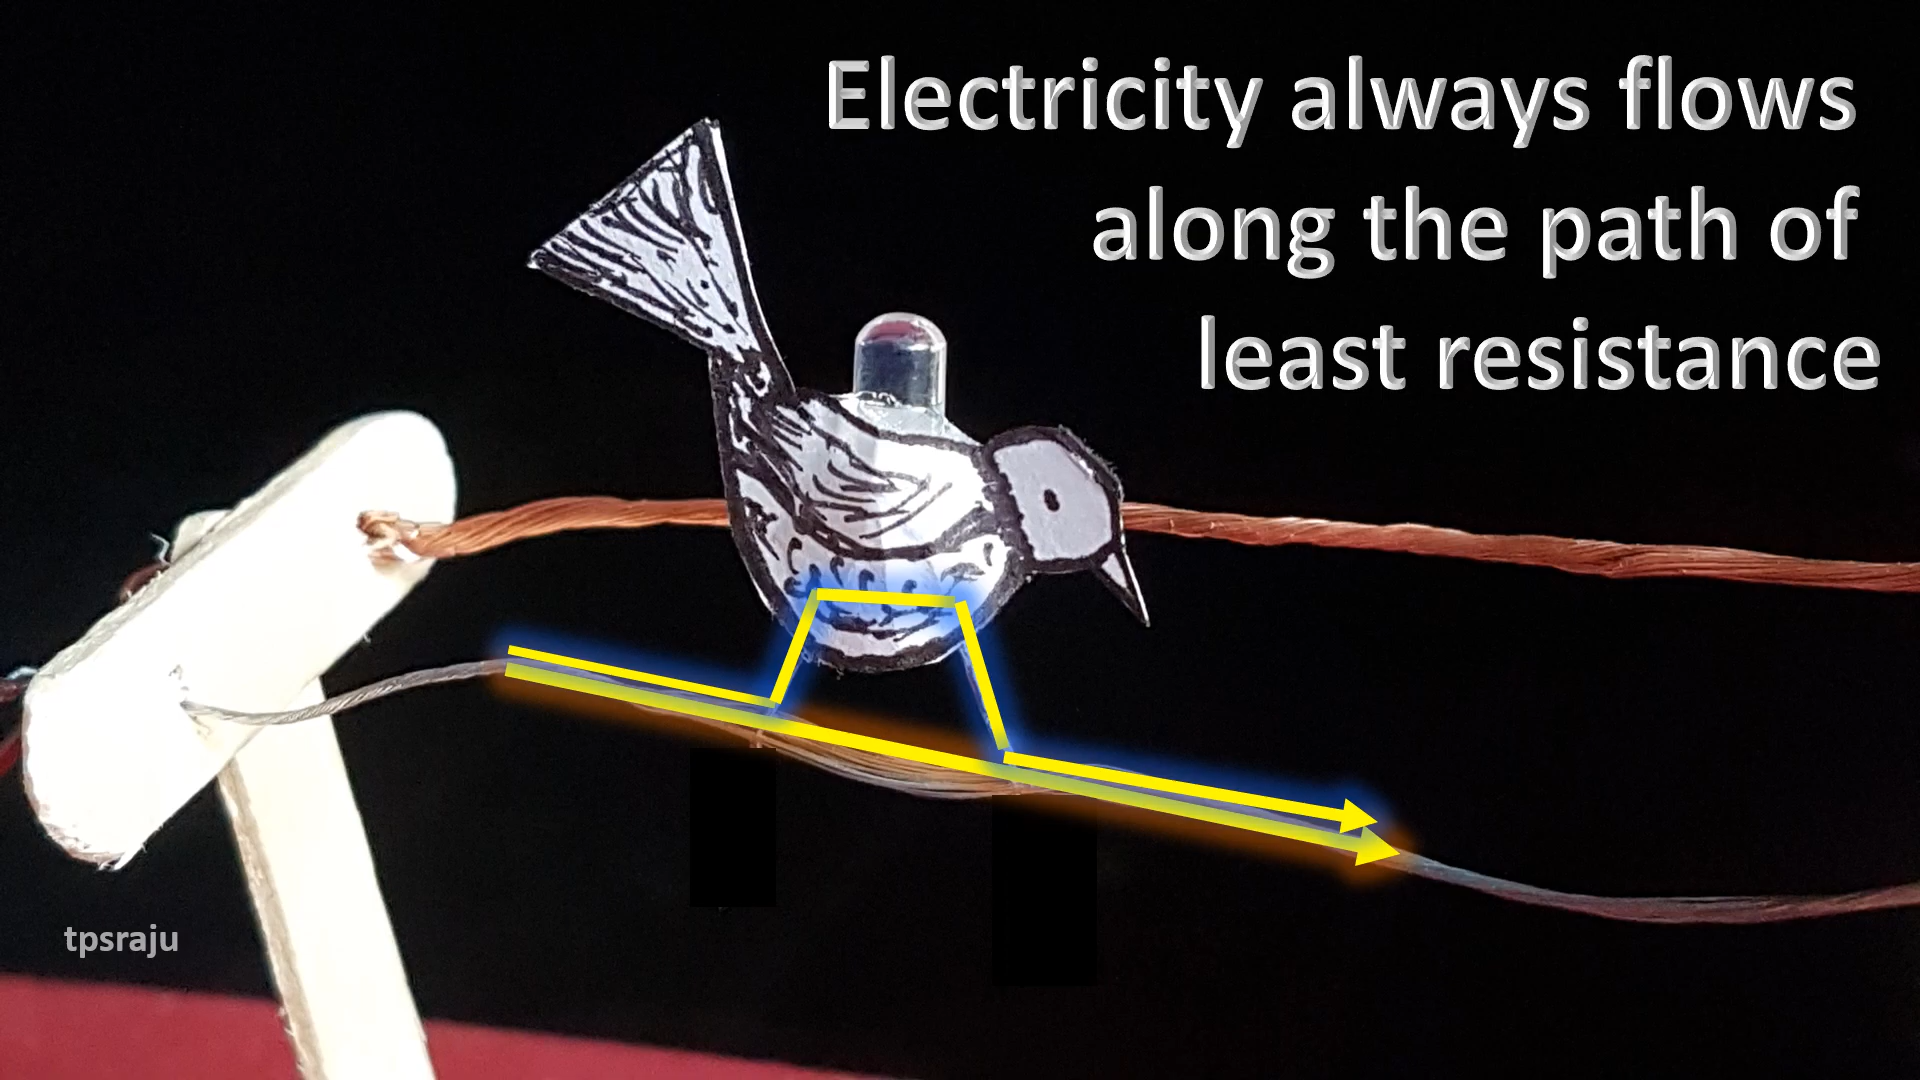 Electricity always flows
along the path of
least resistance
tpsraju